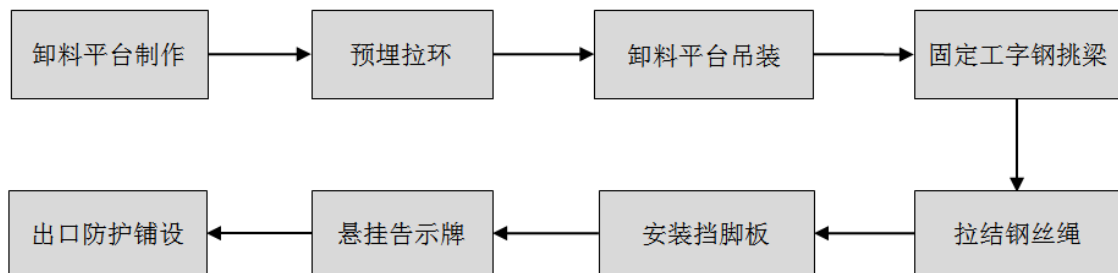 卸料平台制作
预埋拉环
卸料平台吊装
固定工字钢挑梁
拉结钢丝绳
安装挡脚板
悬挂告示牌
出口防护铺设